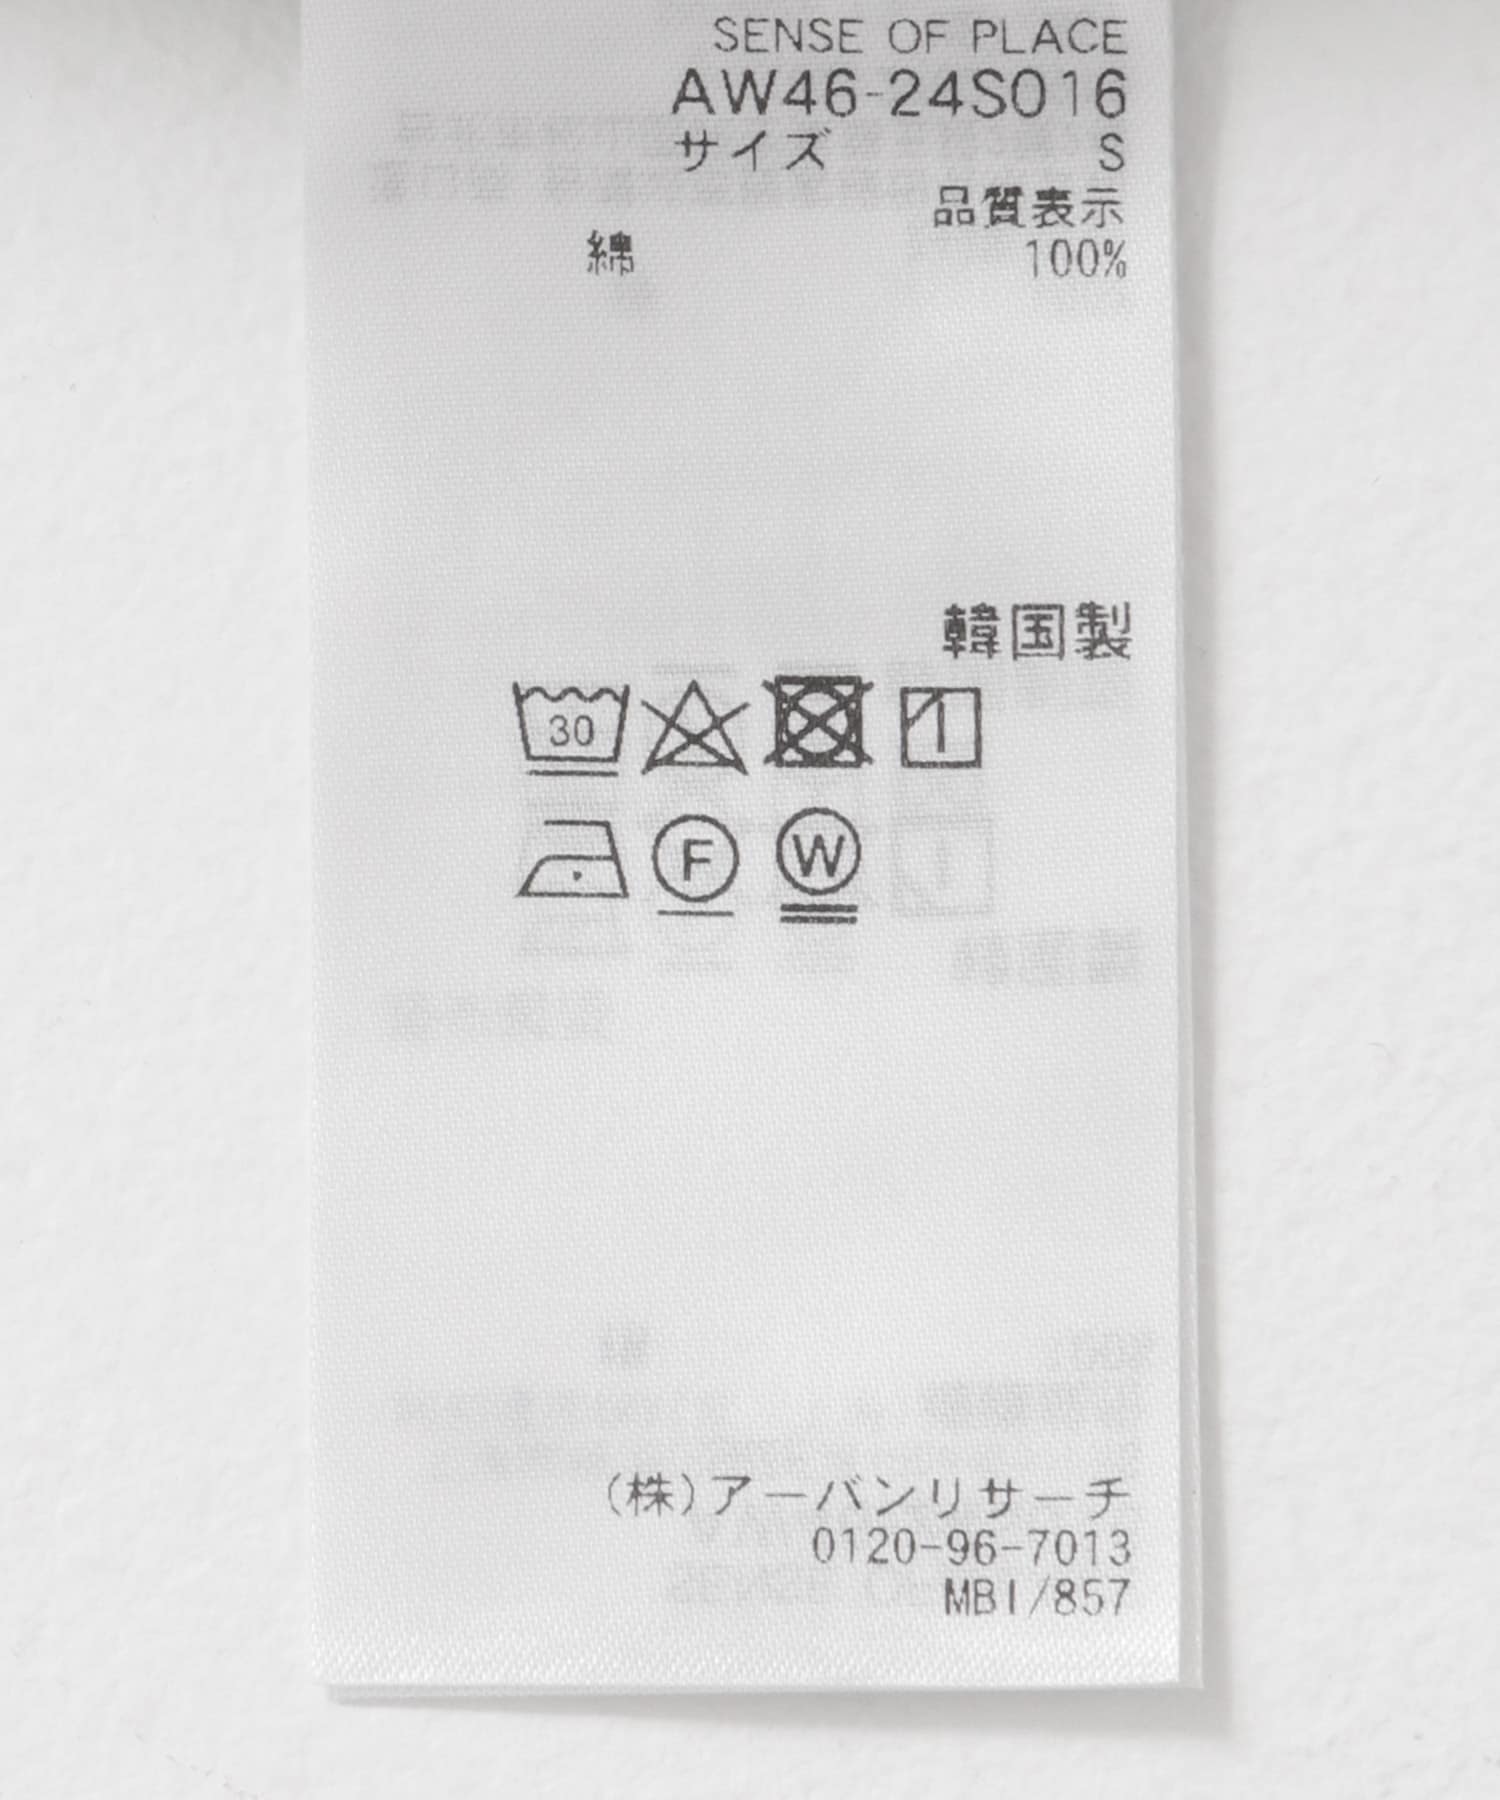 SENSE OF PLACE
AW46-24S016
サイズ S
品質表示
綿 100%
韓国製
30
F W
(株)アーバンリサーチ
0120-96-7013
MBI/857